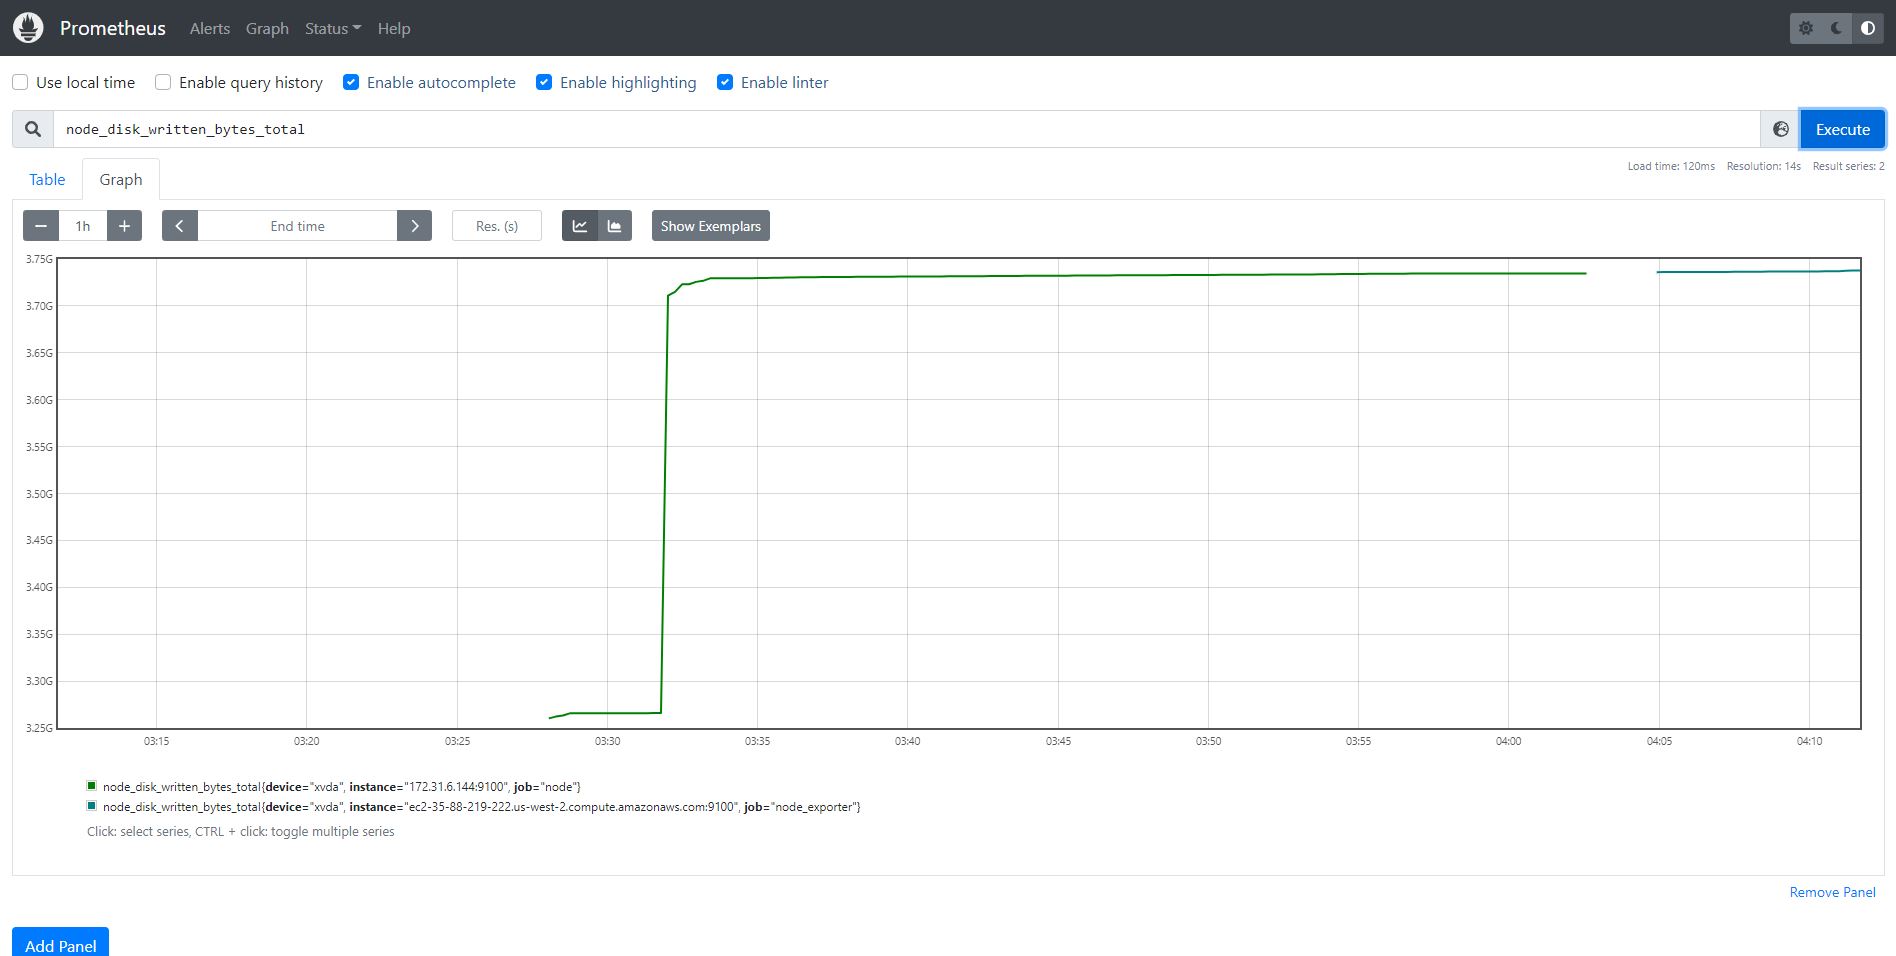 Prometheus Alerts Graph Status Help
Use local time Enable query history Enable autocomplete Enable highlighting Enable linter
node_disk_written_bytes_total Execute
Load time: 120ms Resolution: 14s Result series: 2
Table Graph
1h End time Res. (s) Show Exemplars
3.75G
3.70G
3.65G
3.60G
3.55G
3.50G
3.45G
3.40G
3.35G
3.30G
3.25G
03:15 03:20 03:25 03:30 03:35 03:40 03:45 03:50 03:55 04:00 04:05 04:10
node_disk_written_bytes_total{device="xvda", instance="172.31.6.144:9100", job="node"}
node_disk_written_bytes_total{device="xvda", instance="ec2-35-88-219-222.us-west-2.compute.amazonaws.com:9100", job="node_exporter"}
Click: select series, CTRL + click: toggle multiple series
Remove Panel
Add Panel